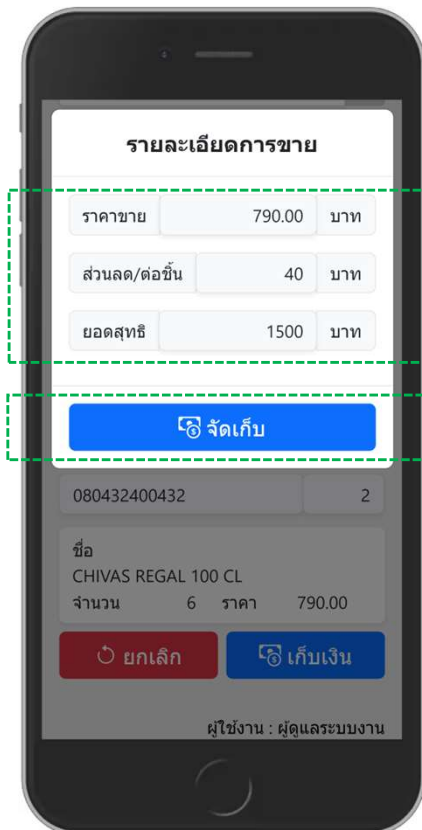 รายละเอียดการขาย
ราคาขาย 790.00 บาท
ส่วนลด/ต่อชิ้น 40 บาท
ยอดสุทธิ 1500 บาท
จัดเก็บ
080432400432 2
ชื่อ
CHIVAS REGAL 100 CL
จำนวน 6 ราคา 790.00
ยกเลิก เก็บเงิน
ผู้ใช้งาน : ผู้ดูแลระบบงาน